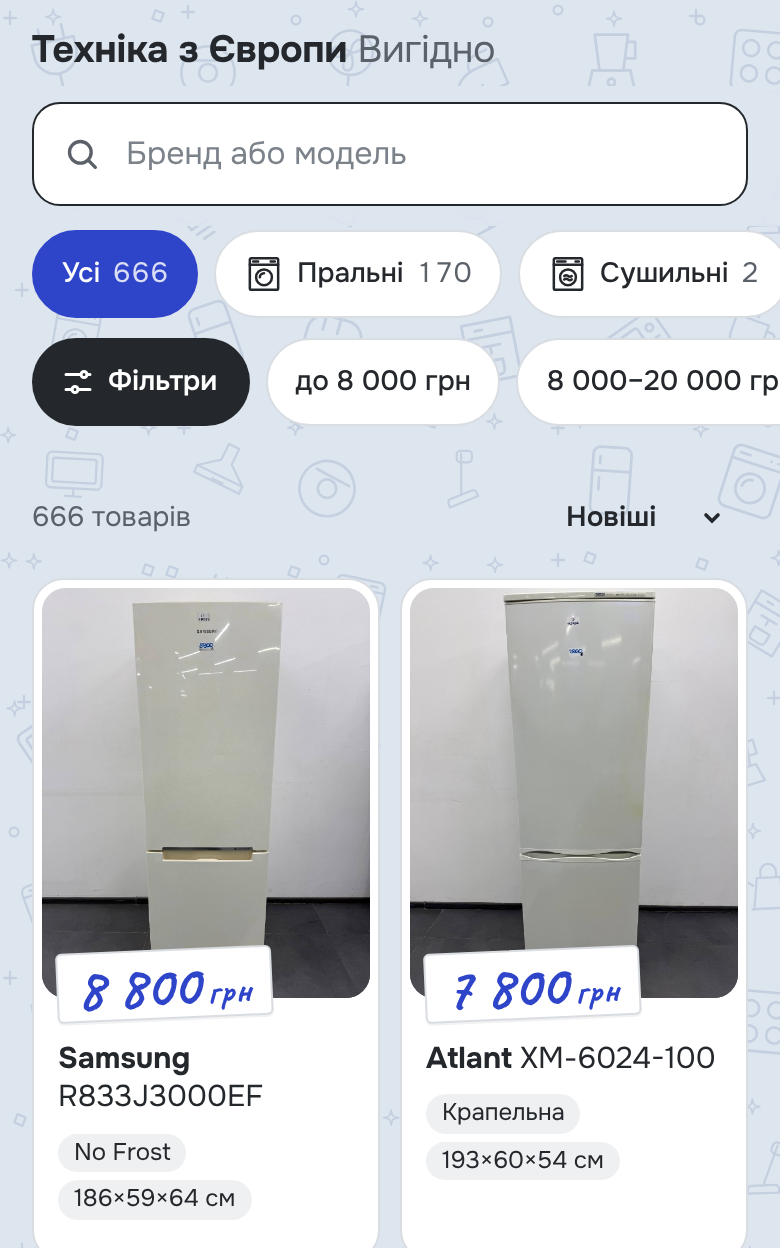 Техніка з Європи Вигідно
Бренд або модель
Усі 666
Пральні 170
Сушильні 2
Фільтри
до 8 000 грн
8 000–20 000 гр
666 товарів
Новіші
8 800 грн
7 800 грн
Samsung
R833J3000EF
No Frost
186×59×64 см
Atlant ХМ-6024-100
Крапельна
193×60×54 см